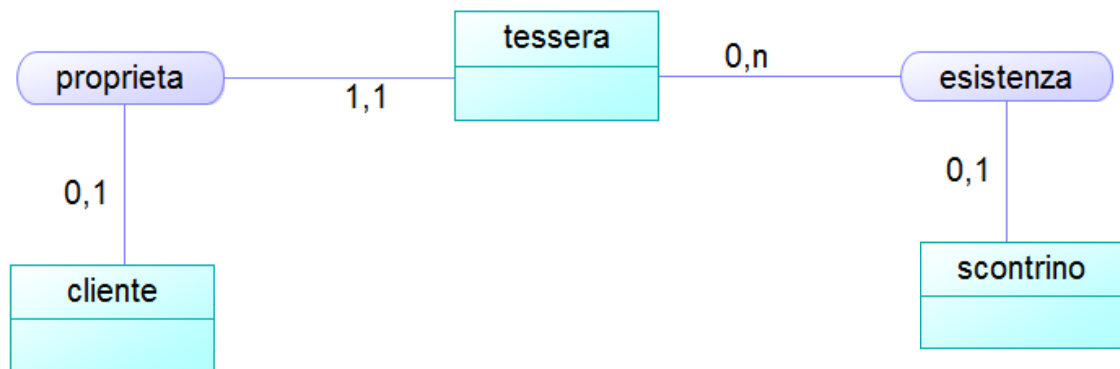 tessera
proprieta
0,n
esistenza
1,1
0,1
0,1
cliente
scontrino